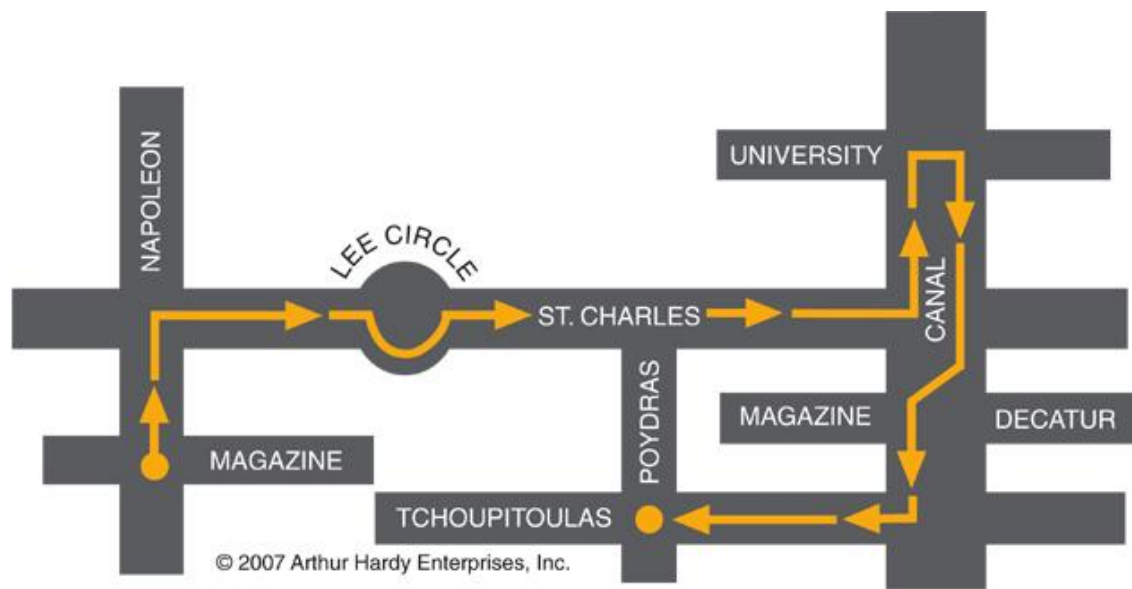 NAPOLEON
LEE CIRCLE
UNIVERSITY
CANAL
ST. CHARLES
POYDRAS
MAGAZINE
DECATUR
MAGAZINE
TCHOUPITOULAS
© 2007 Arthur Hardy Enterprises, Inc.